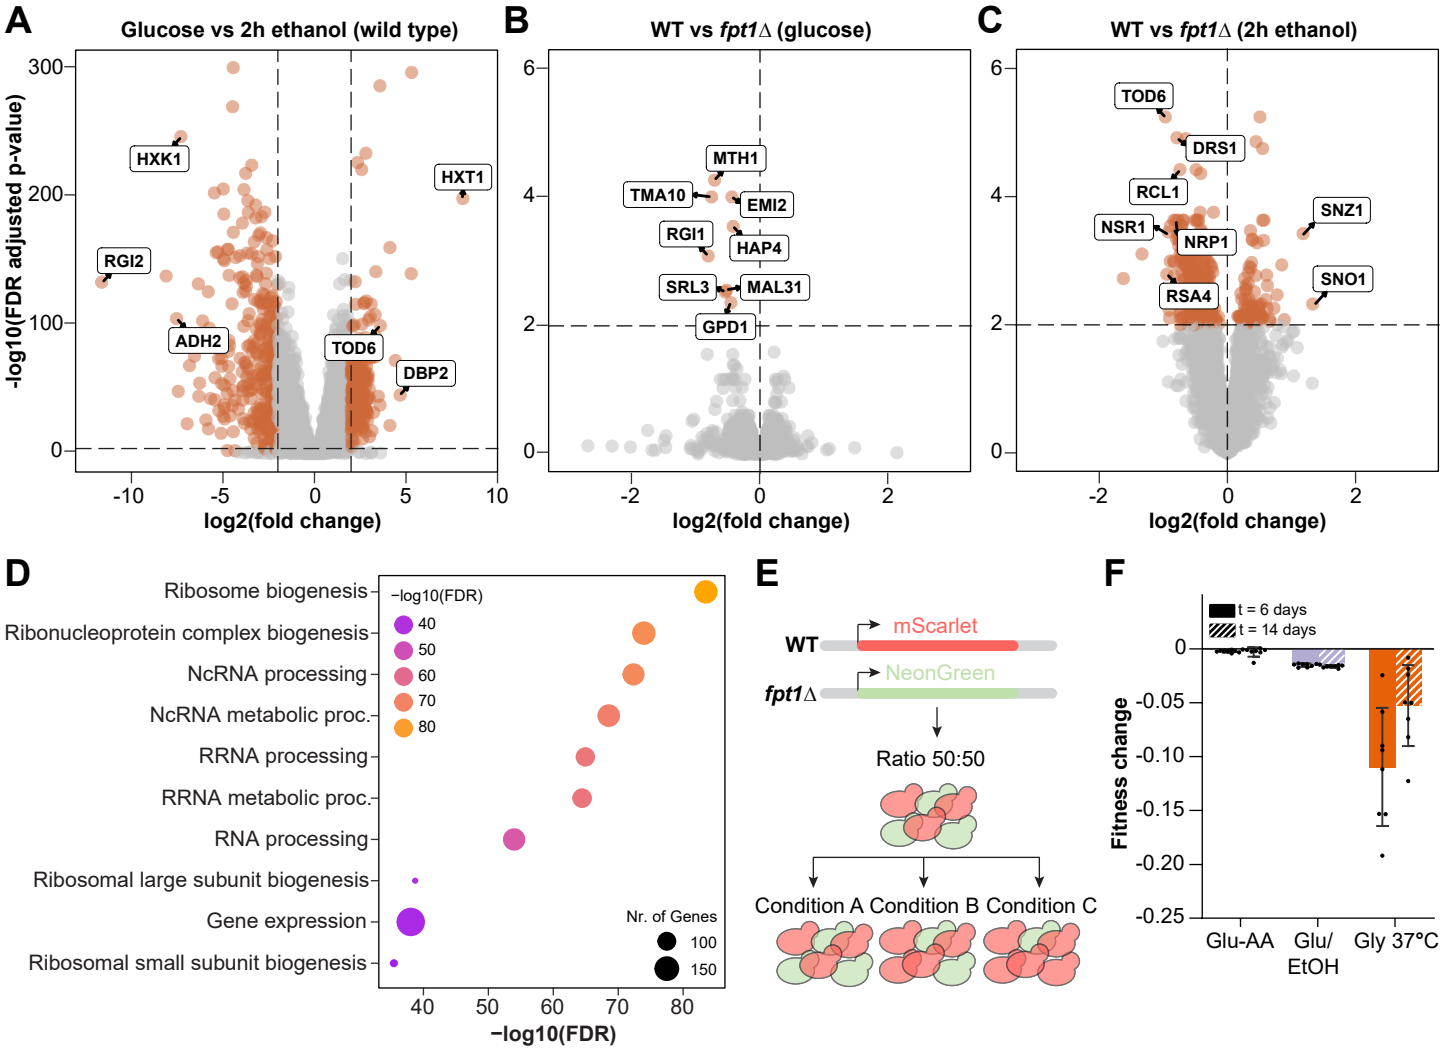 A
Glucose vs 2h ethanol (wild type)
-log10(FDR adjusted p-value)
300
200
100
0
HXK1
HXT1
RGI2
ADH2
TOD6
DBP2
-10
-5
0
5
10
log2(fold change)
B
WT vs fpt1Δ (glucose)
6
4
2
0
MTH1
TMA10
EMI2
RGI1
HAP4
SRL3
MAL31
GPD1
-2
0
2
log2(fold change)
C
WT vs fpt1Δ (2h ethanol)
6
4
2
0
TOD6
DRS1
RCL1
SNZ1
NSR1
NRP1
SNO1
RSA4
-2
0
2
log2(fold change)
D
Ribosome biogenesis
Ribonucleoprotein complex biogenesis
NcRNA processing
NcRNA metabolic proc.
RRNA processing
RRNA metabolic proc.
RNA processing
Ribosomal large subunit biogenesis
Gene expression
Ribosomal small subunit biogenesis
−log10(FDR)
40
50
60
70
80
Nr. of Genes
100
150
40
50
60
70
80
−log10(FDR)
E
mScarlet
WT
NeonGreen
fpt1Δ
Ratio 50:50
Condition A
Condition B
Condition C
F
t = 6 days
t = 14 days
Fitness change
0
-0.05
-0.10
-0.15
-0.20
-0.25
Glu-AA
Glu/
EtOH
Gly 37°C